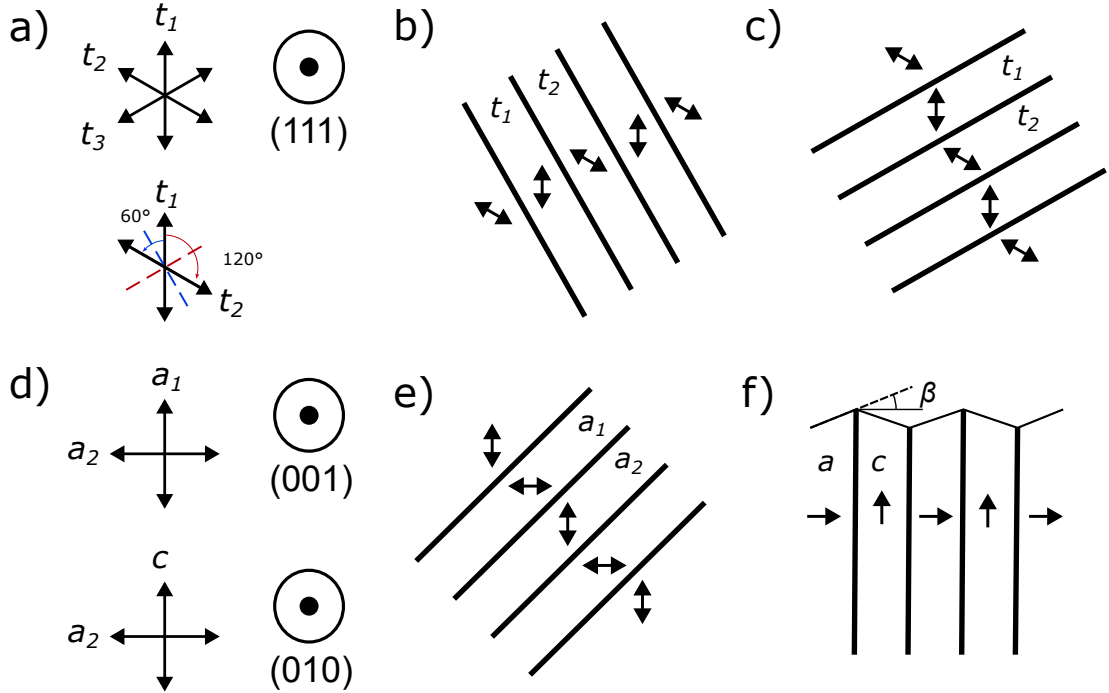 a)
t1
t2
t3
(111)
t1
60°
120°
t2
b)
t1
t2
c)
t1
t2
d)
a1
a2
(001)
c
a2
(010)
e)
a1
a2
f)
β
a
c